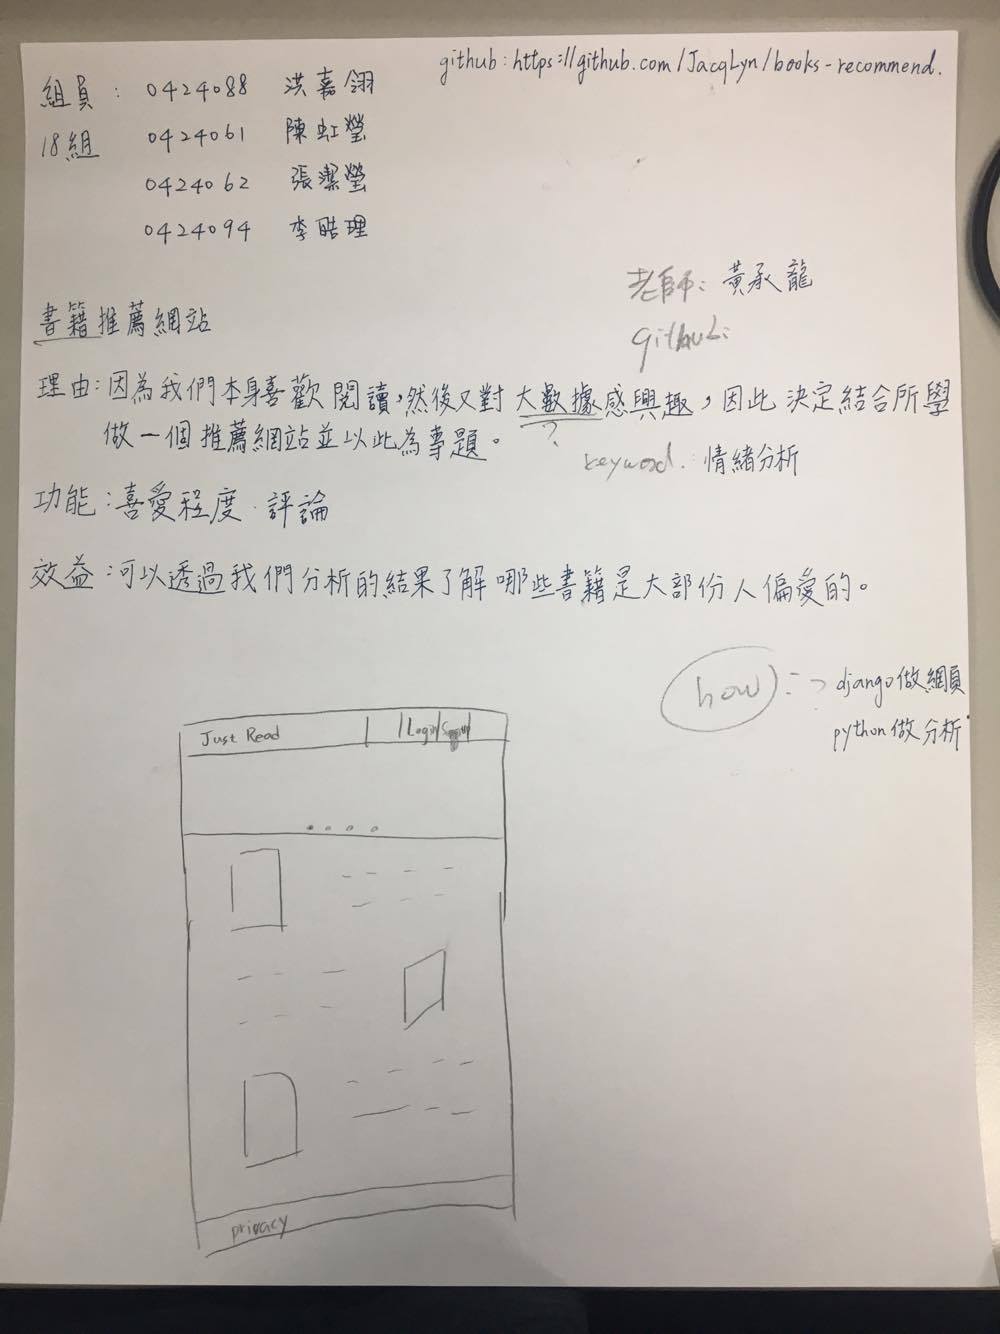 github:https://github.com/JacqLyn/books-recommend.
組員: 0424088 洪嘉翎
18組 0424061 陳虹瑩
0424062 張潔瑩
0424094 李皓理
老師: 黃承龍
github:
書籍推薦網站
理由:因為我們本身喜歡閱讀,然後又對大數據感興趣,因此決定結合所學
做一個推薦網站並以此為專題。
?
keyword. 情緒分析
功能:喜愛程度.評論
效益:可以透過我們分析的結果了解哪些書籍是大部份人偏愛的。
how : ? django做網頁
python做分析
Just Read Login
privacy